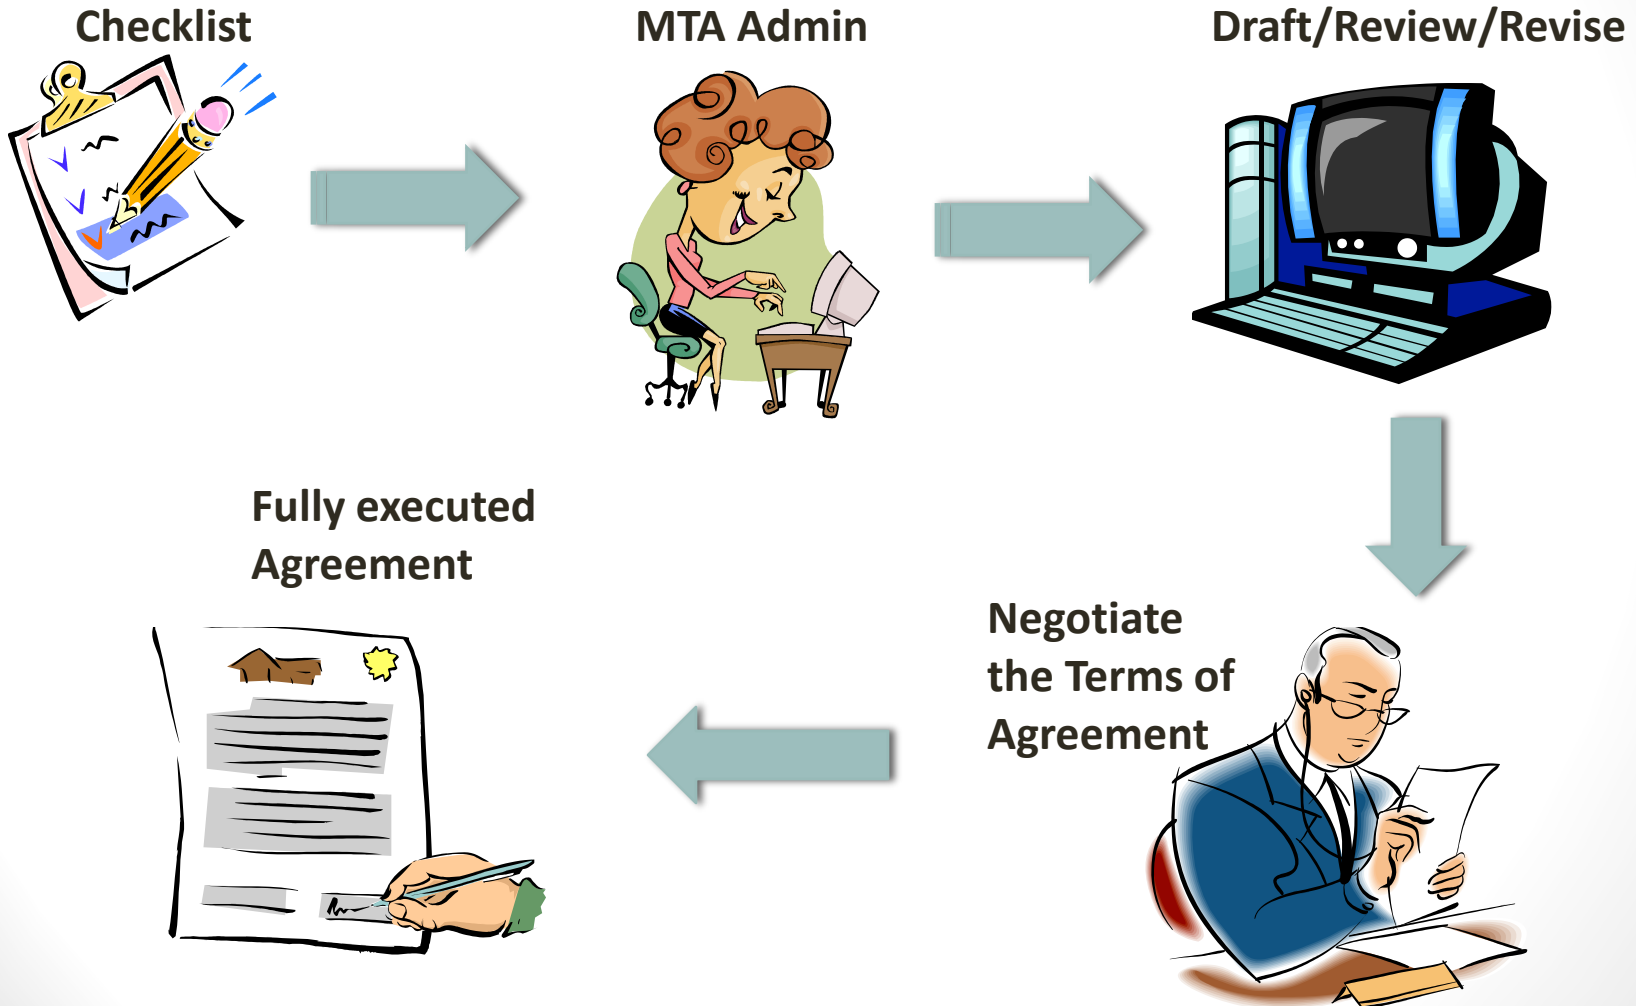 Checklist
MTA Admin
Draft/Review/Revise
Fully executed
Agreement
Negotiate
the Terms of
Agreement